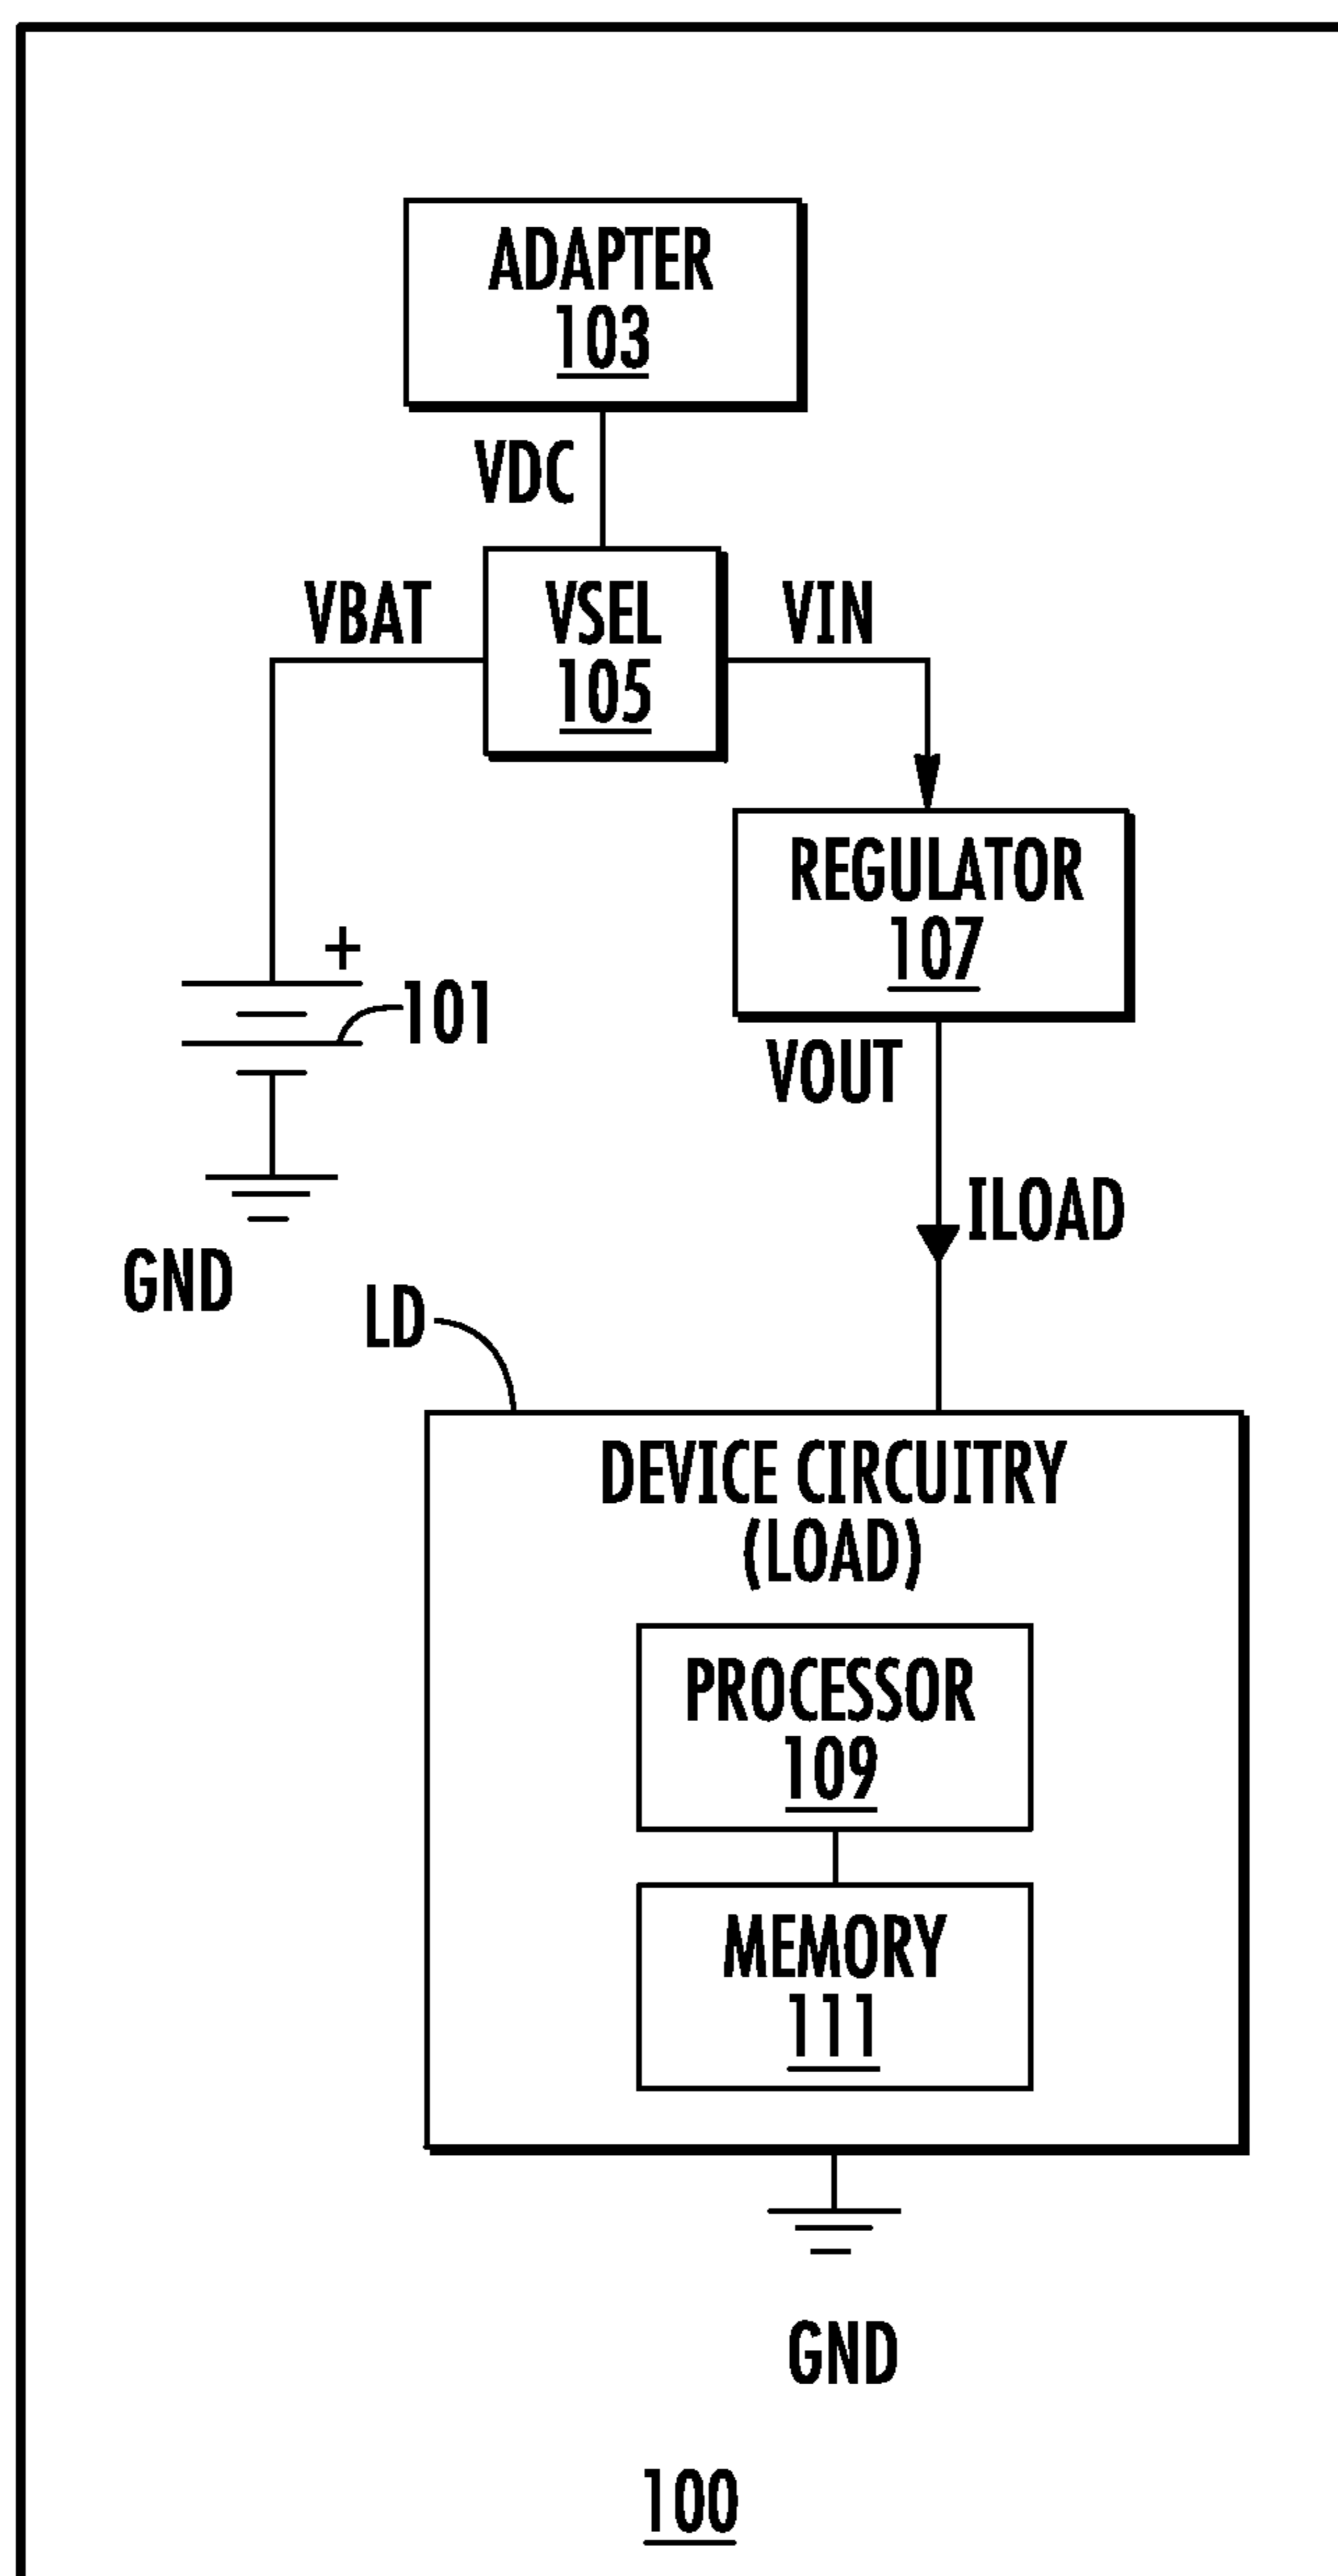 ADAPTER
103
VDC
VBAT
VSEL
105
VIN
REGULATOR
107
+
101
VOUT
ILOAD
GND
LD
DEVICE CIRCUITRY
(LOAD)
PROCESSOR
109
MEMORY
111
GND
100